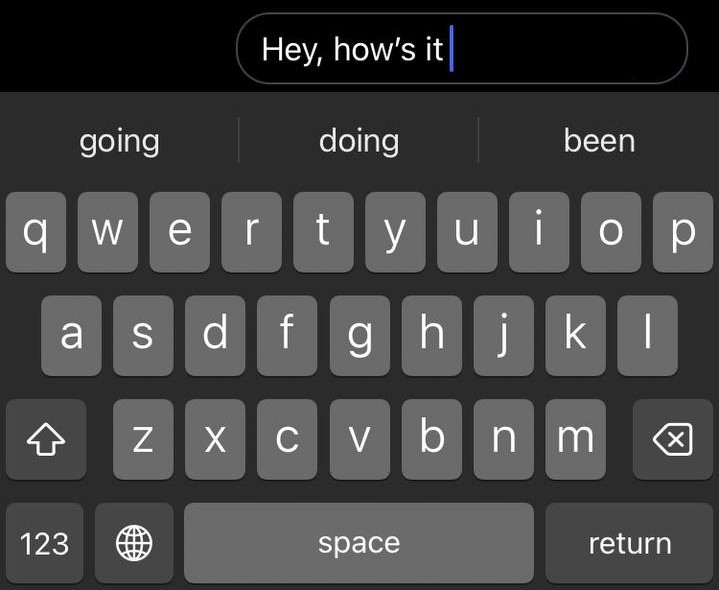 Hey, how’s it
going doing been
q w e r t y u i o p
a s d f g h j k l
z x c v b n m
123 space return